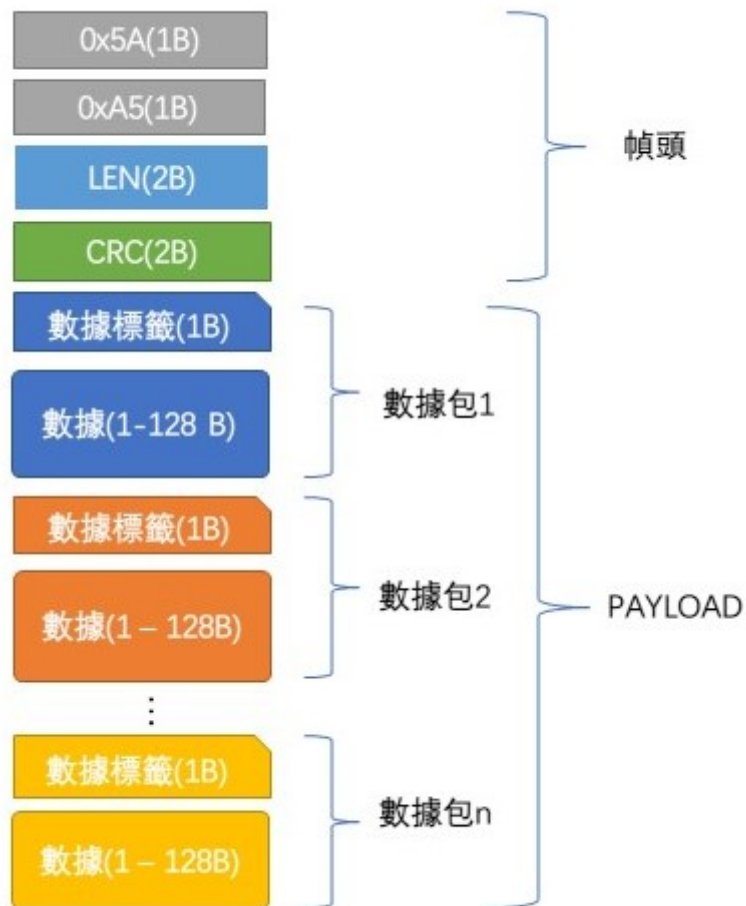 0x5A(1B)
0xA5(1B)
LEN(2B)
CRC(2B)
幀頭
數據標籤(1B)
數據(1-128 B)
數據包1
數據標籤(1B)
數據(1 – 128B)
數據包2
PAYLOAD
⋮
數據標籤(1B)
數據(1 – 128B)
數據包n